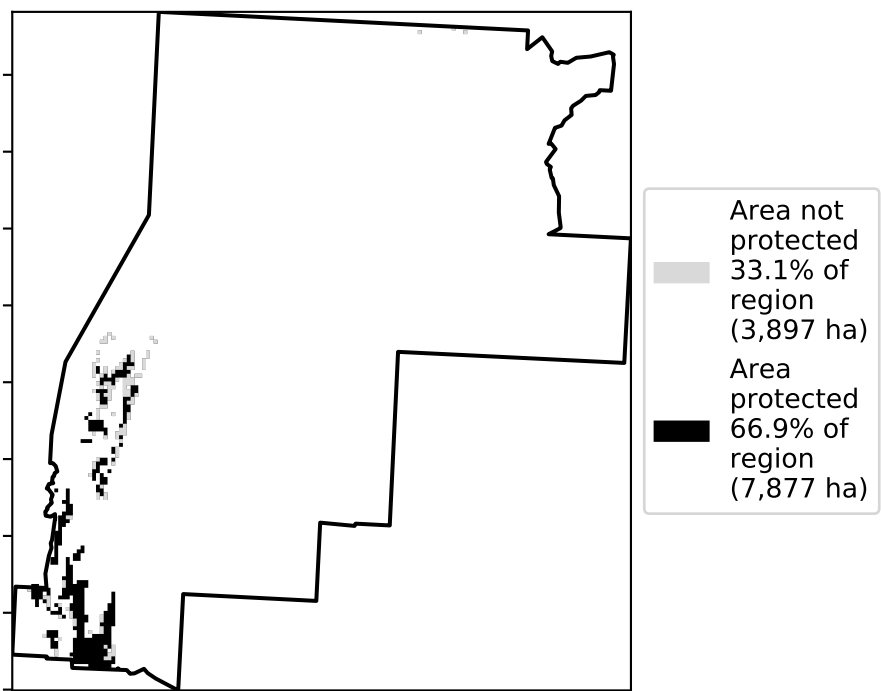 Area not
protected
33.1% of
region
(3,897 ha)
Area
protected
66.9% of
region
(7,877 ha)